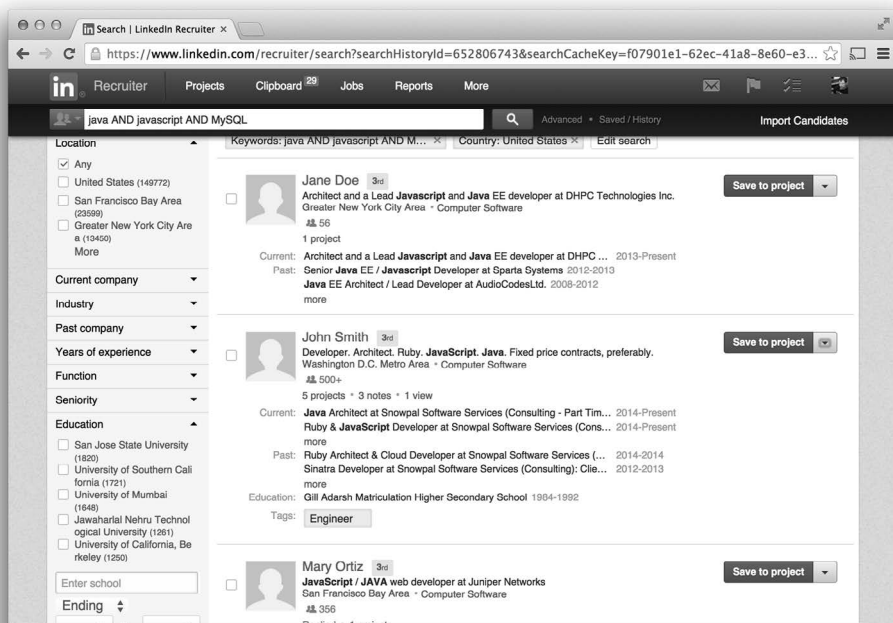 Search | LinkedIn Recruiter ×
https://www.linkedin.com/recruiter/search?searchHistoryId=652806743&searchCacheKey=f07901e1-62ec-41a8-8e60-e3...
in® Recruiter Projects Clipboard 29 Jobs Reports More
java AND javascript AND MySQL Advanced • Saved / History Import Candidates
Location
Any
United States (149772)
San Francisco Bay Area
(23599)
Greater New York City Are
a (13450)
More
Current company
Industry
Past company
Years of experience
Function
Seniority
Education
San Jose State University
(1820)
University of Southern Cali
fornia (1721)
University of Mumbai
(1648)
Jawaharlal Nehru Technol
ogical University (1261)
University of California, Be
rkeley (1250)
Enter school
Ending
Keywords: java AND javascript AND M... × Country: United States × Edit search
Jane Doe 3rd
Save to project
Architect and a Lead Javascript and Java EE developer at DHPC Technologies Inc.
Greater New York City Area • Computer Software
56
1 project
Current: Architect and a Lead Javascript and Java EE developer at DHPC ... 2013-Present
Past: Senior Java EE / Javascript Developer at Sparta Systems 2012-2013
Java EE Architect / Lead Developer at AudioCodesLtd. 2008-2012
more
John Smith 3rd
Save to project
Developer. Architect. Ruby. JavaScript. Java. Fixed price contracts, preferably.
Washington D.C. Metro Area • Computer Software
500+
5 projects • 3 notes • 1 view
Current: Java Architect at Snowpal Software Services (Consulting - Part Tim... 2014-Present
Ruby & JavaScript Developer at Snowpal Software Services (Cons... 2014-Present
more
Past: Ruby Architect & Cloud Developer at Snowpal Software Services (... 2014-2014
Sinatra Developer at Snowpal Software Services (Consulting): Clie... 2012-2013
more
Education: Gill Adarsh Matriculation Higher Secondary School 1984-1992
Tags: Engineer
Mary Ortiz 3rd
Save to project
JavaScript / JAVA web developer at Juniper Networks
San Francisco Bay Area • Computer Software
356